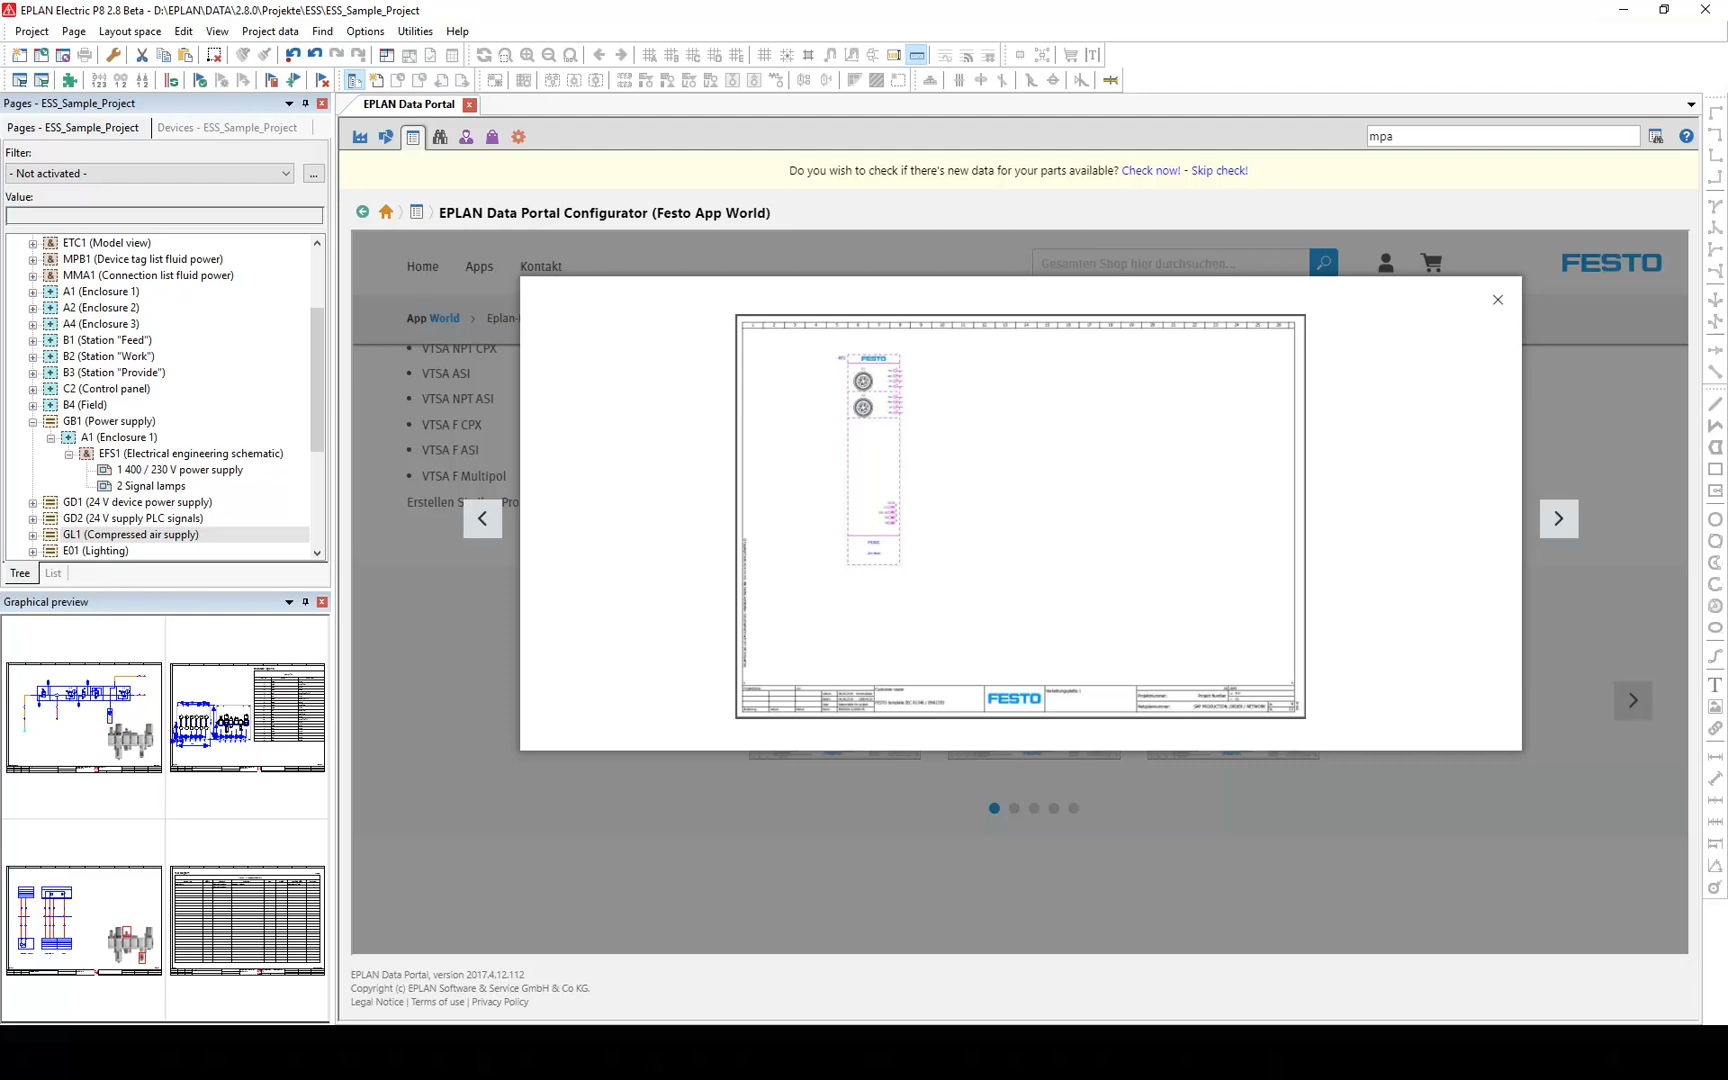 EPLAN Electric P8 2.8 Beta - D:\EPLAN\DATA\2.8.0\Projekte\ESS\ESS_Sample_Project
Project Page Layout space Edit View Project data Find Options Utilities Help
Pages - ESS_Sample_Project
EPLAN Data Portal
Pages - ESS_Sample_Project Devices - ESS_Sample_Project
mpa
Filter:
- Not activated - ...
Do you wish to check if there's new data for your parts available? Check now! - Skip check!
Value:
EPLAN Data Portal Configurator (Festo App World)
ETC1 (Model view)
MPB1 (Device tag list fluid power)
MMA1 (Connection list fluid power)
A1 (Enclosure 1)
A2 (Enclosure 2)
A4 (Enclosure 3)
B1 (Station "Feed")
B2 (Station "Work")
B3 (Station "Provide")
C2 (Control panel)
B4 (Field)
GB1 (Power supply)
A1 (Enclosure 1)
EFS1 (Electrical engineering schematic)
1 400 / 230 V power supply
2 Signal lamps
GD1 (24 V device power supply)
GD2 (24 V supply PLC signals)
GL1 (Compressed air supply)
E01 (Lighting)
Tree List
Graphical preview
Home Apps Kontakt
Gesamten Shop hier durchsuchen...
FESTO
App World Eplan-
VTSA NPT CPX
VTSA ASI
VTSA NPT ASI
VTSA F CPX
VTSA F ASI
VTSA F Multipol
FESTO
FESTO
EPLAN Data Portal, version 2017.4.12.112
Copyright (c) EPLAN Software & Service GmbH & Co KG.
Legal Notice | Terms of use | Privacy Policy